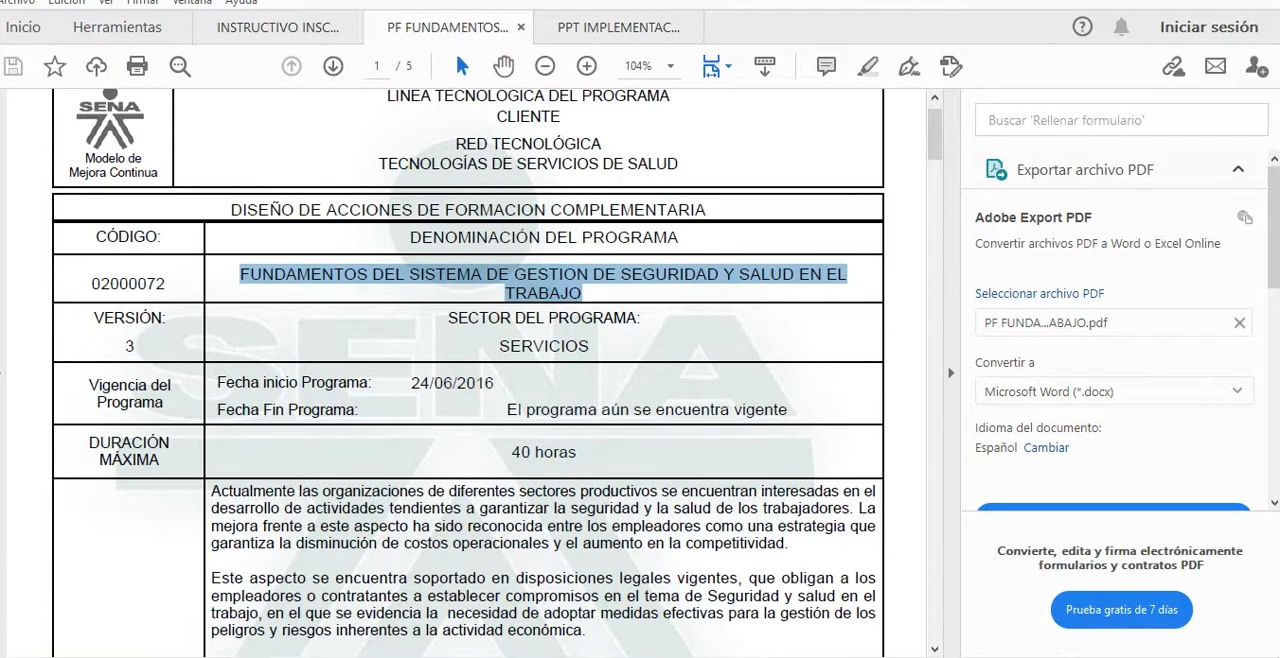 Archivo Edición Ver Firmar Ventana Ayuda
Inicio Herramientas INSTRUCTIVO INSC... PF FUNDAMENTOS... × PPT IMPLEMENTAC... Iniciar sesión
1 / 5 104%
SENA
Modelo de
Mejora Continua
LINEA TECNOLOGICA DEL PROGRAMA
CLIENTE
RED TECNOLÓGICA
TECNOLOGÍAS DE SERVICIOS DE SALUD
DISEÑO DE ACCIONES DE FORMACION COMPLEMENTARIA
CÓDIGO: DENOMINACIÓN DEL PROGRAMA
02000072 FUNDAMENTOS DEL SISTEMA DE GESTION DE SEGURIDAD Y SALUD EN EL
TRABAJO
VERSIÓN: SECTOR DEL PROGRAMA:
3 SERVICIOS
Vigencia del
Programa
Fecha inicio Programa: 24/06/2016
Fecha Fin Programa: El programa aún se encuentra vigente
DURACIÓN
MÁXIMA
40 horas
Actualmente las organizaciones de diferentes sectores productivos se encuentran interesadas en el
desarrollo de actividades tendientes a garantizar la seguridad y la salud de los trabajadores. La
mejora frente a este aspecto ha sido reconocida entre los empleadores como una estrategia que
garantiza la disminución de costos operacionales y el aumento en la competitividad.
Este aspecto se encuentra soportado en disposiciones legales vigentes, que obligan a los
empleadores o contratantes a establecer compromisos en el tema de Seguridad y salud en el
trabajo, en el que se evidencia la necesidad de adoptar medidas efectivas para la gestión de los
peligros y riesgos inherentes a la actividad económica.
SENA
Buscar 'Rellenar formulario'
Exportar archivo PDF
Adobe Export PDF
Convertir archivos PDF a Word o Excel Online
Seleccionar archivo PDF
PF FUNDA...ABAJO.pdf
Convertir a
Microsoft Word (*.docx)
Idioma del documento:
Español Cambiar
Convierte, edita y firma electrónicamente
formularios y contratos PDF
Prueba gratis de 7 días